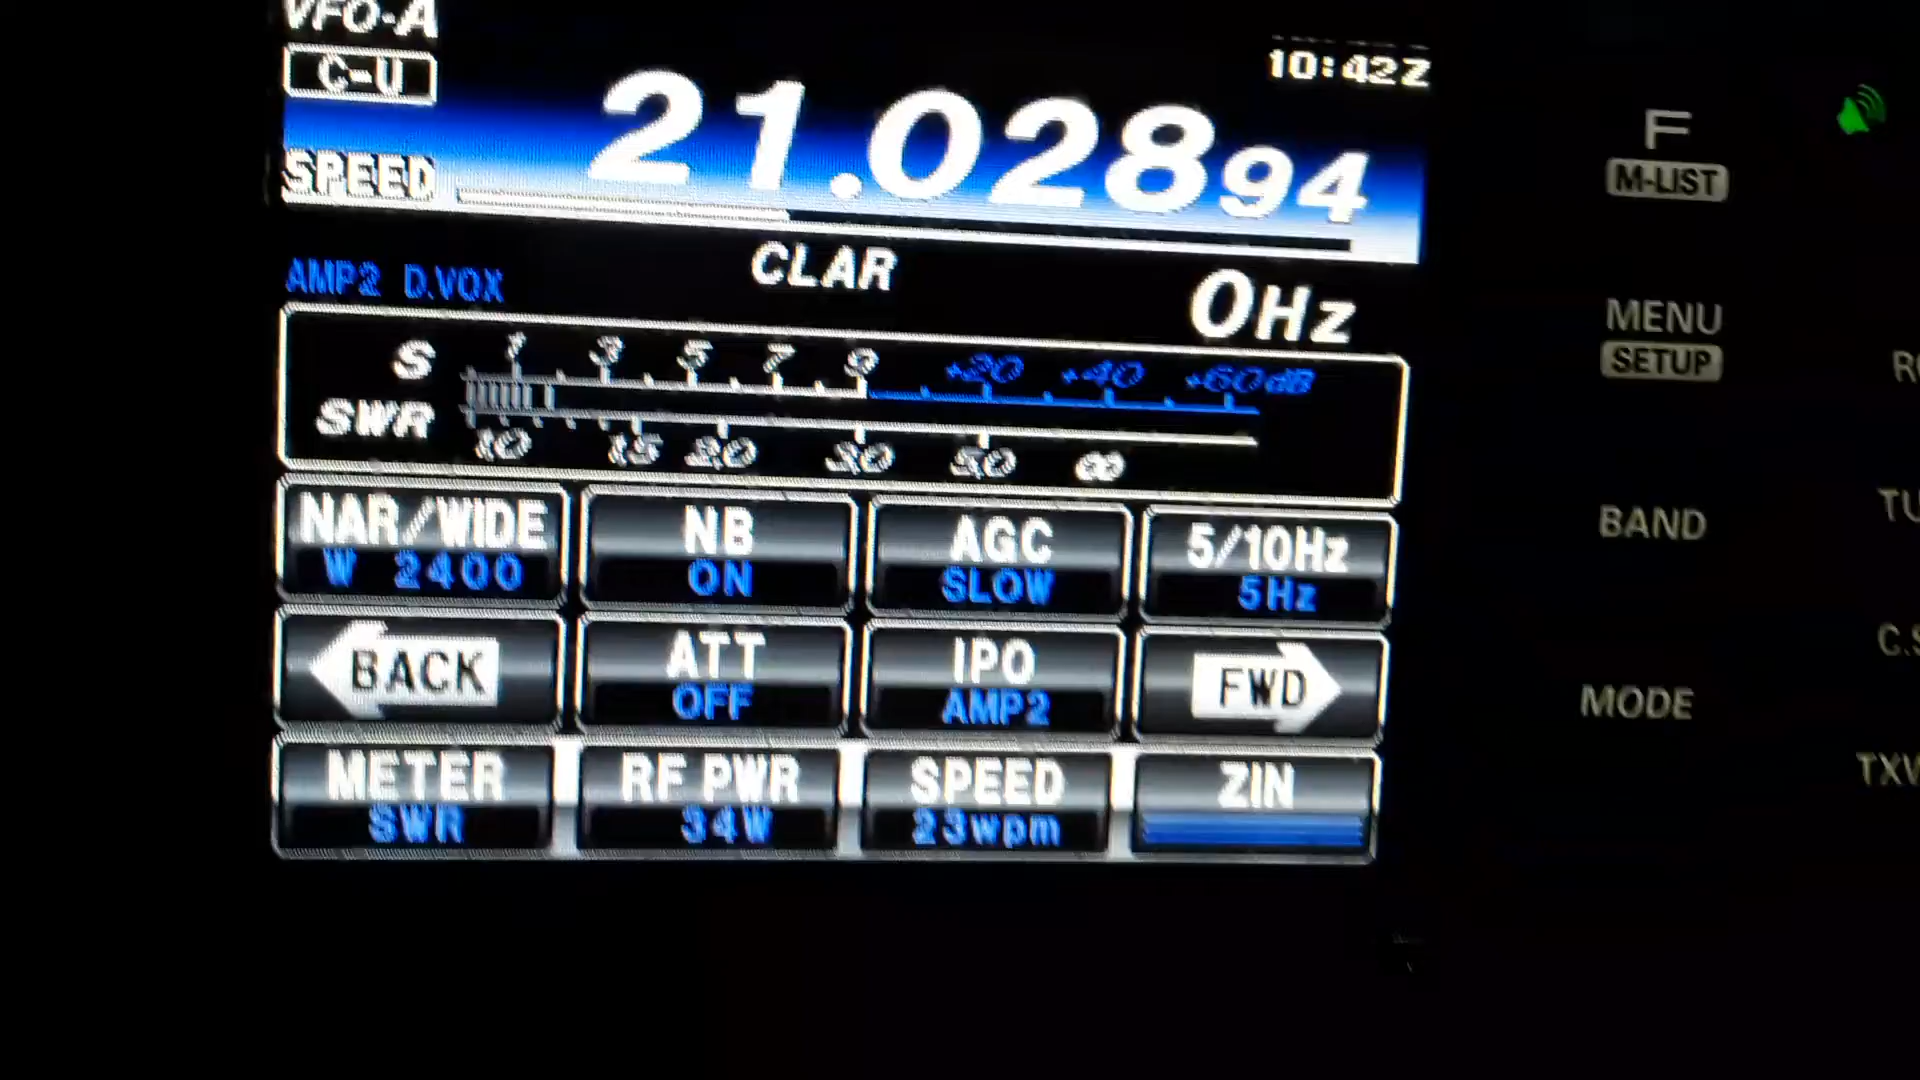 VFO-A
C-U
10:42Z
21.02894
SPEED
CLAR
0Hz
AMP2 D.VOX
S 1 3 5 7 9 +20 +40 +60dB
SWR 10 15 20 30 50 ∞
NAR/WIDE NB AGC 5/10Hz
W 2400 ON SLOW 5Hz
BACK ATT IPO FWD
OFF AMP2
METER RF PWR SPEED ZIN
SWR 34W 23wpm
F
M-LIST
MENU
SETUP
BAND
MODE